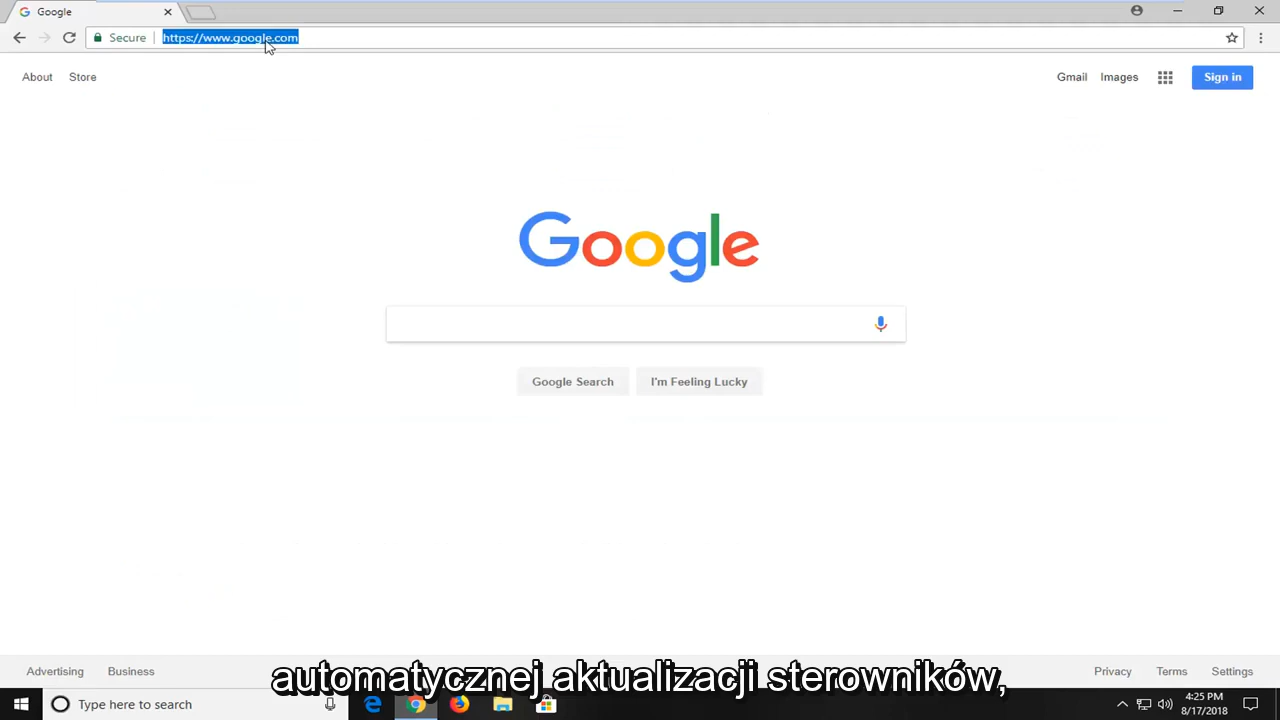 Google
Secure
https://www.google.com
About Store
Gmail Images Sign in
Google
Google Search I'm Feeling Lucky
Advertising Business
Privacy Terms Settings
automatycznej aktualizacji sterowników,
Type here to search
4:25 PM
8/17/2018